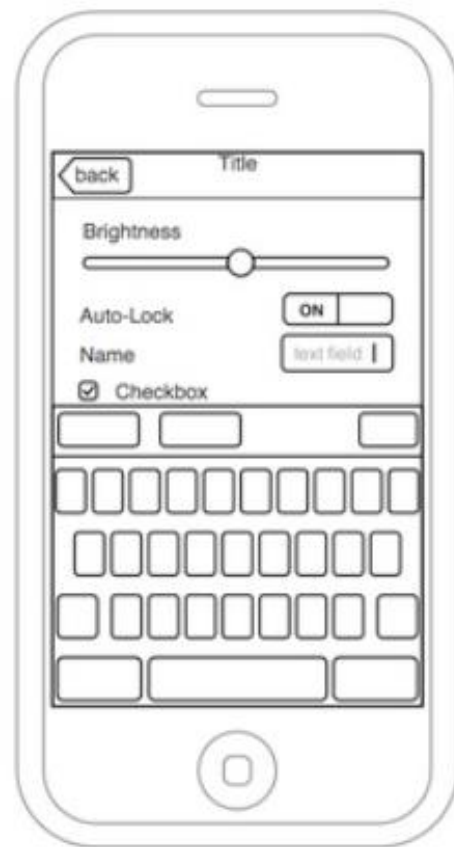 back Title
Brightness
Auto-Lock ON
Name text field
Checkbox